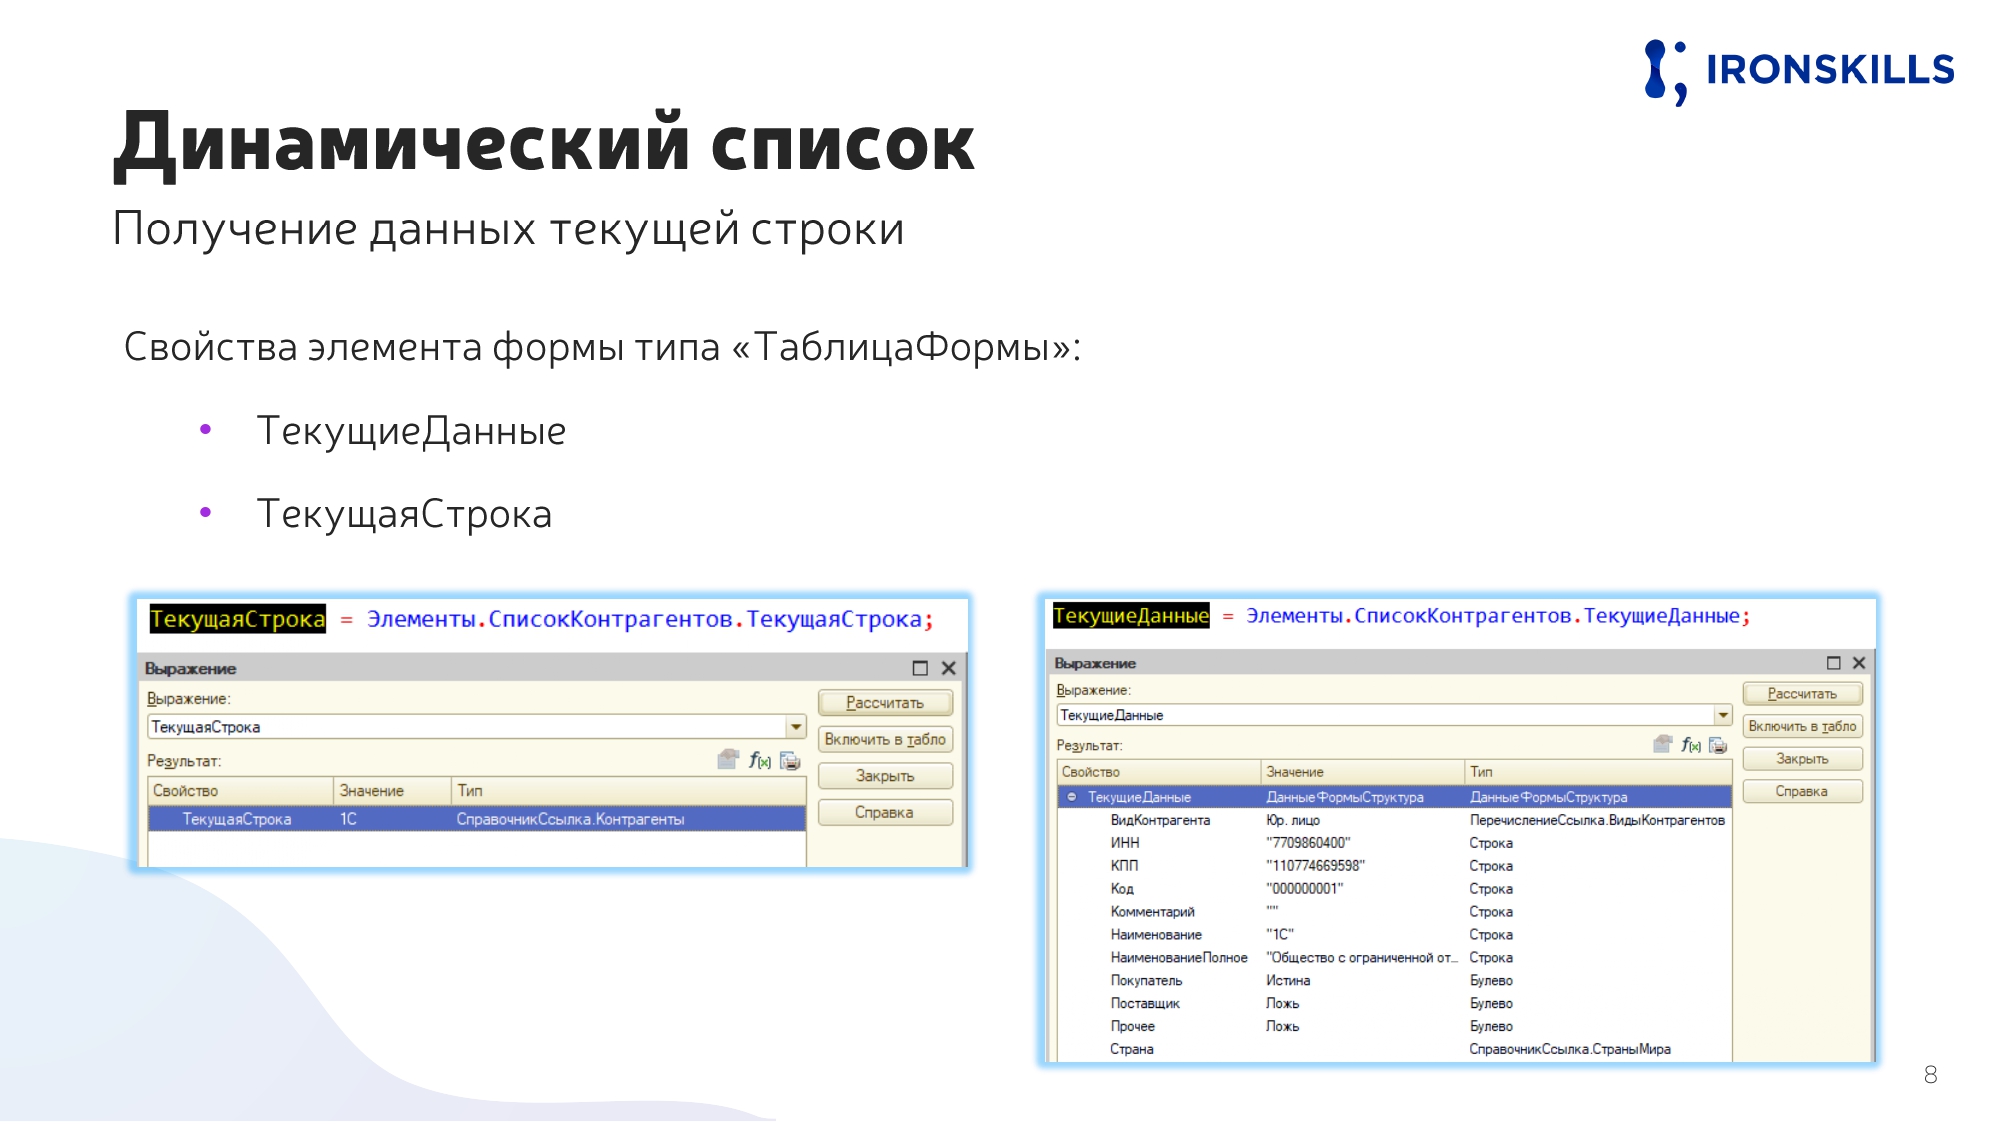 IRONSKILLS
Динамический список
Получение данных текущей строки
Свойства элемента формы типа «ТаблицаФормы»:
• ТекущиеДанные
• ТекущаяСтрока
ТекущаяСтрока = Элементы.СписокКонтрагентов.ТекущаяСтрока;
Выражение
Выражение:
ТекущаяСтрока
Результат:
Свойство Значение Тип
ТекущаяСтрока 1С СправочникСсылка.Контрагенты
Рассчитать
Включить в табло
Закрыть
Справка
ТекущиеДанные = Элементы.СписокКонтрагентов.ТекущиеДанные;
Выражение
Выражение:
ТекущиеДанные
Результат:
Свойство Значение Тип
ТекущиеДанные ДанныеФормыСтруктура ДанныеФормыСтруктура
ВидКонтрагента Юр. лицо ПеречислениеСсылка.ВидыКонтрагентов
ИНН "7709860400" Строка
КПП "110774669598" Строка
Код "000000001" Строка
Комментарий "" Строка
Наименование "1С" Строка
НаименованиеПолное "Общество с ограниченной от... Строка
Покупатель Истина Булево
Поставщик Ложь Булево
Прочее Ложь Булево
Страна СправочникСсылка.СтраныМира
Рассчитать
Включить в табло
Закрыть
Справка
8